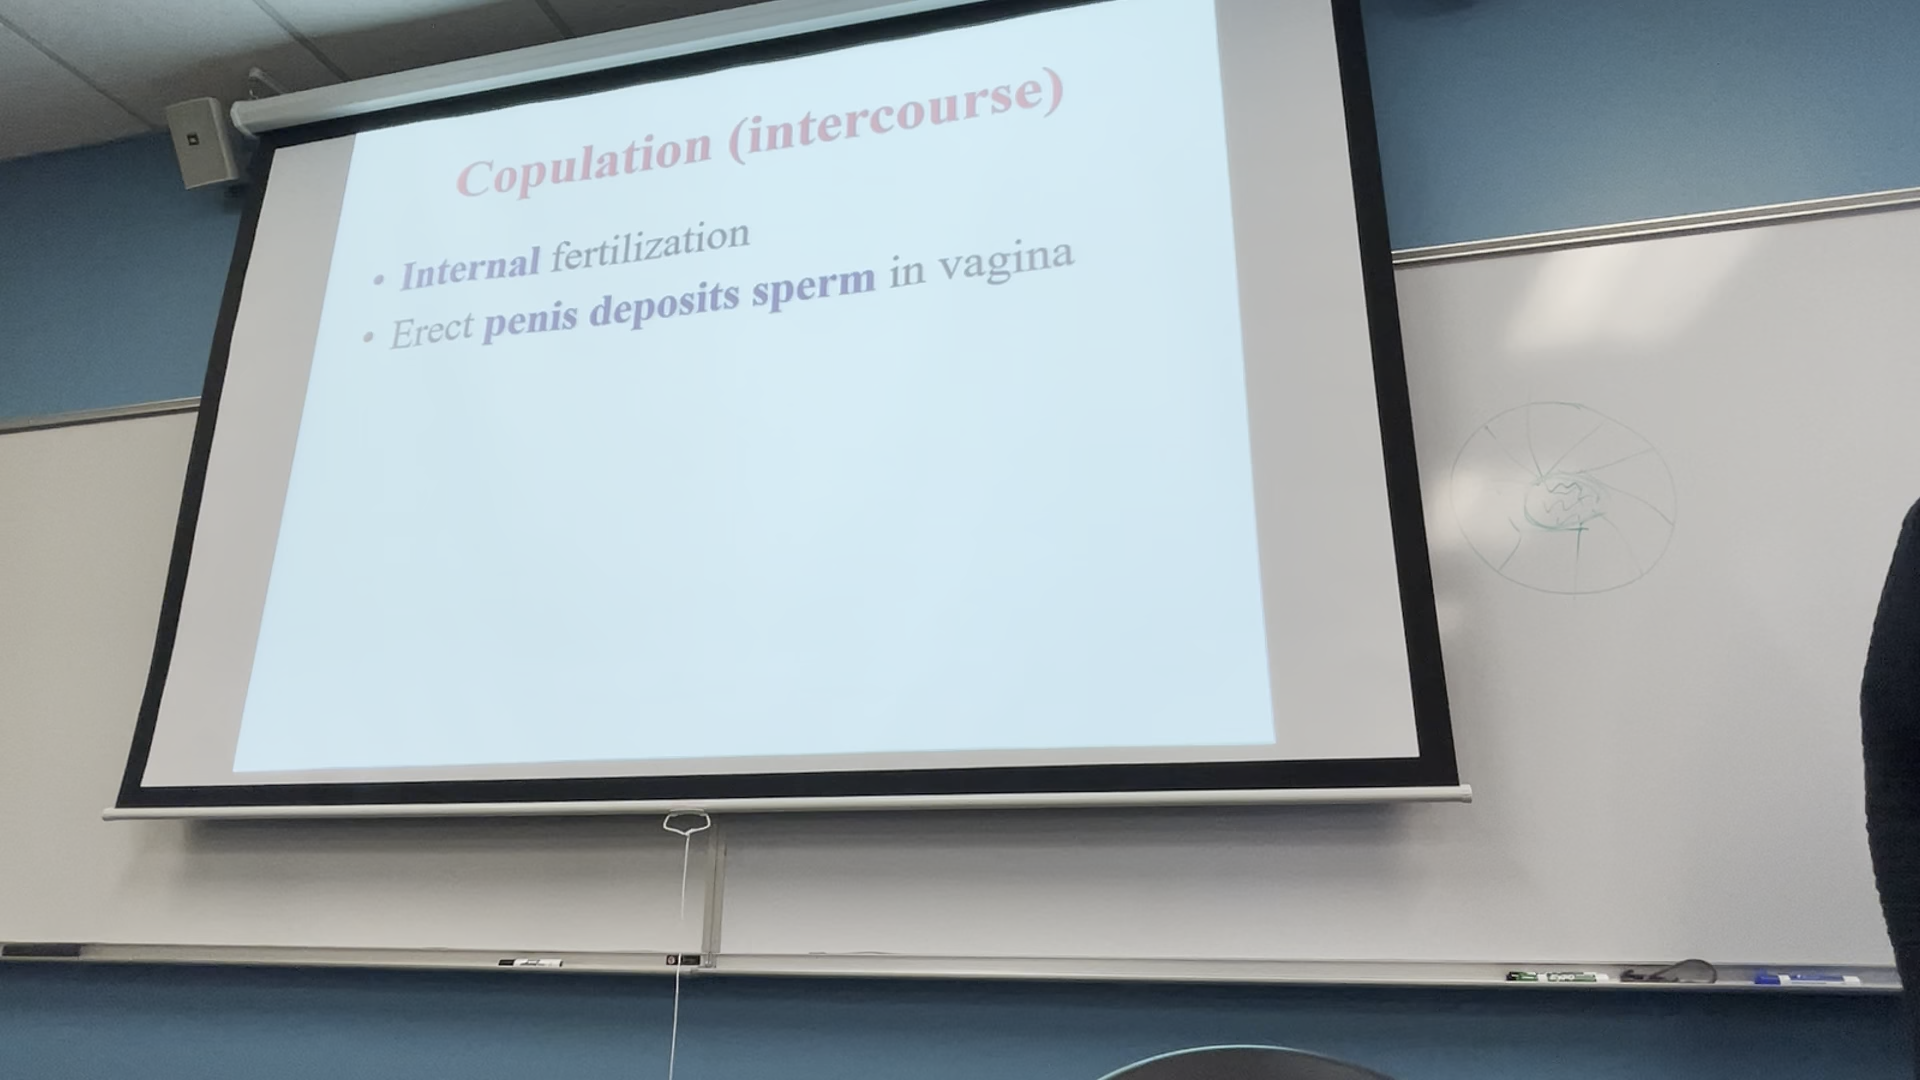 Copulation (intercourse)
• Internal fertilization
• Erect penis deposits sperm in vagina